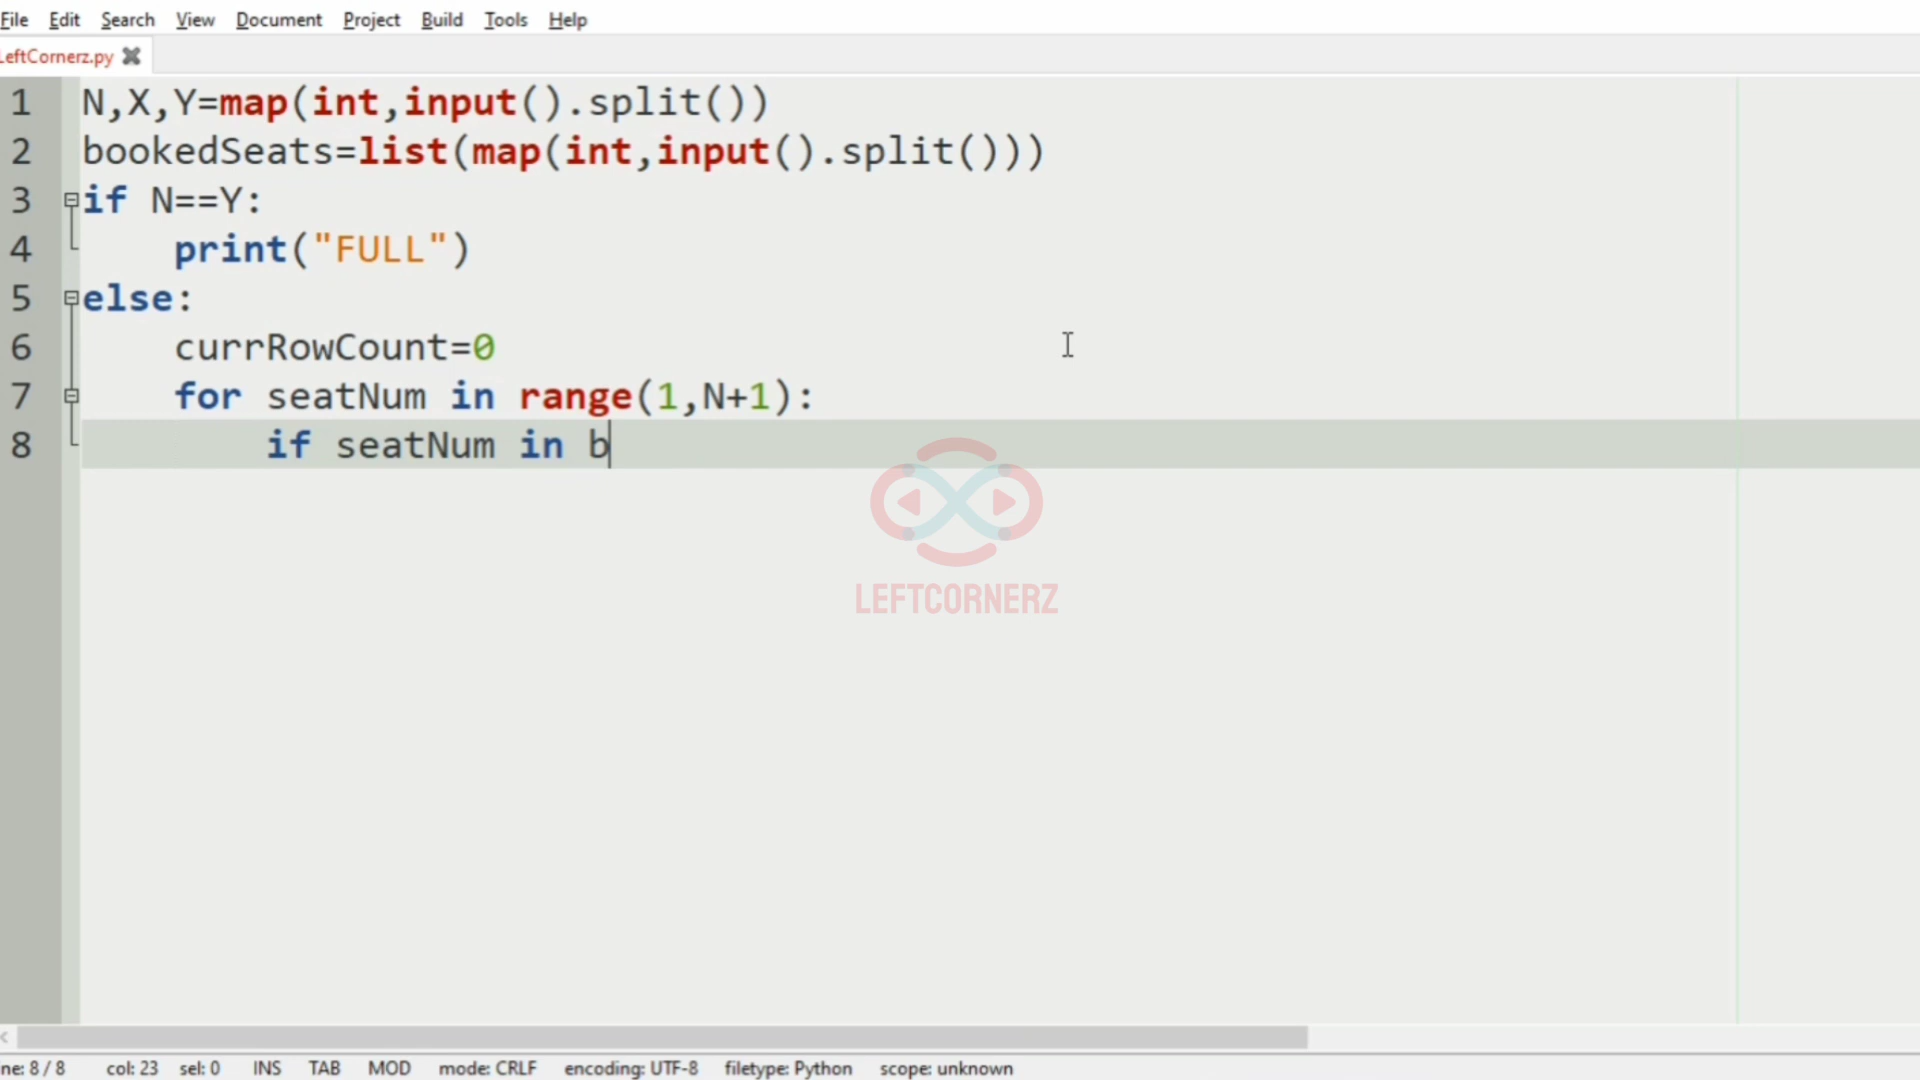 File Edit Search View Document Project Build Tools Help
LeftCornerz.py
1 N,X,Y=map(int,input().split())
2 bookedSeats=list(map(int,input().split()))
3 if N==Y:
4 print("FULL")
5 else:
6 currRowCount=0
7 for seatNum in range(1,N+1):
8 if seatNum in b
LEFTCORNERZ
ne: 8 / 8 col: 23 sel: 0 INS TAB MOD mode: CRLF encoding: UTF-8 filetype: Python scope: unknown